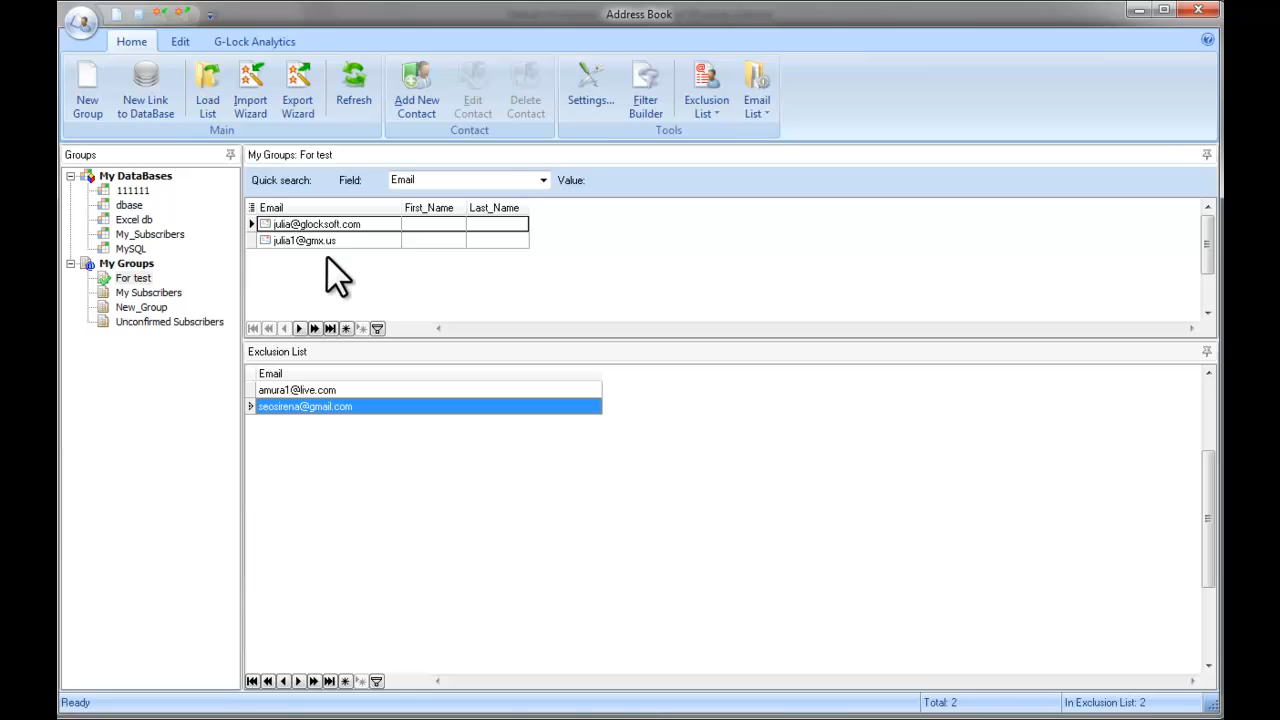 Address Book
Home Edit G-Lock Analytics
New Group
New Link to DataBase
Load List
Import Wizard
Export Wizard
Refresh
Add New Contact
Edit Contact
Delete Contact
Settings...
Filter Builder
Exclusion List
Email List
Main Contact Tools
Groups
My DataBases
111111
dbase
Excel db
My_Subscribers
MySQL
My Groups
For test
My Subscribers
New_Group
Unconfirmed Subscribers
My Groups: For test
Quick search: Field: Email Value:
Email First_Name Last_Name
julia@glocksoft.com
julia1@gmx.us
Exclusion List
Email
amura1@live.com
seosirena@gmail.com
Ready Total: 2 In Exclusion List: 2